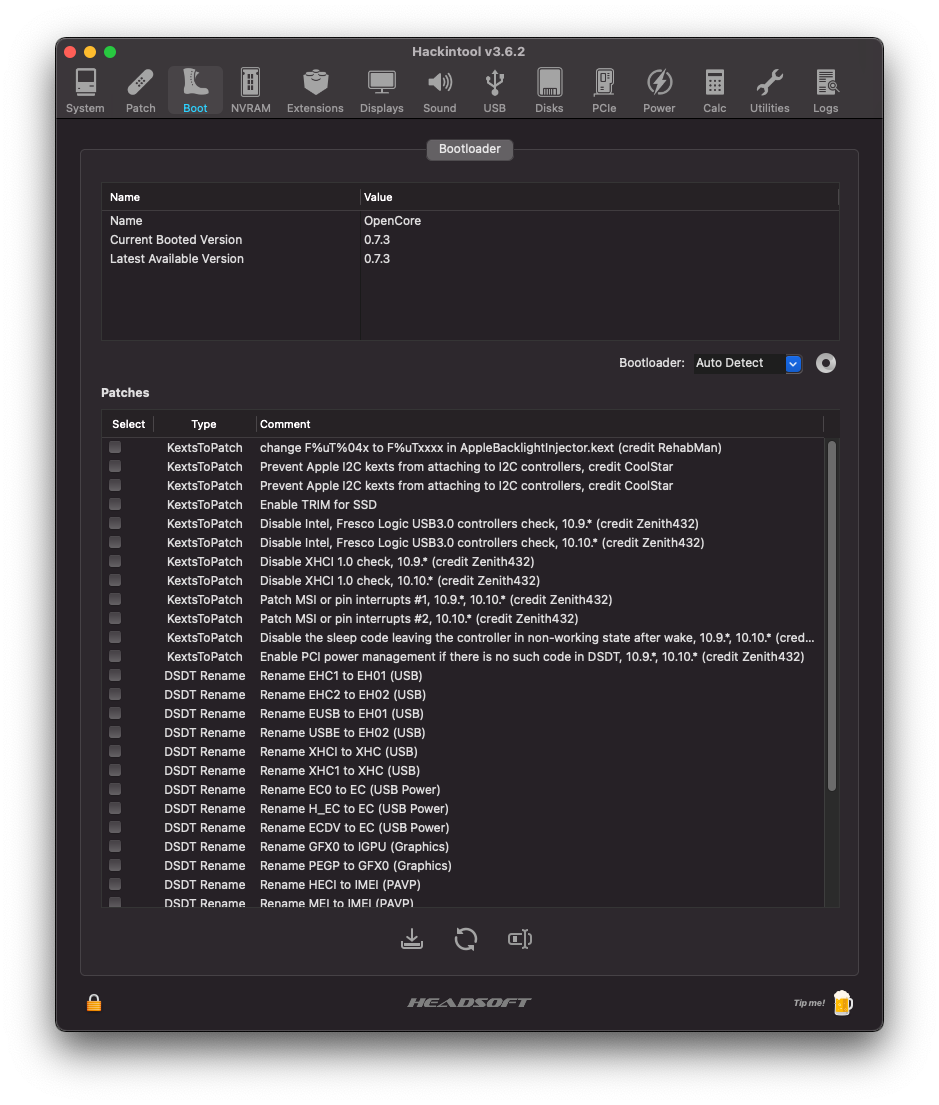 Hackintool v3.6.2
System Patch Boot NVRAM Extensions Displays Sound USB Disks PCIe Power Calc Utilities Logs
Bootloader
Name Value
Name OpenCore
Current Booted Version 0.7.3
Latest Available Version 0.7.3
Bootloader: Auto Detect
Patches
Select Type Comment
KextsToPatch change F%uT%04x to F%uTxxxx in AppleBacklightInjector.kext (credit RehabMan)
KextsToPatch Prevent Apple I2C kexts from attaching to I2C controllers, credit CoolStar
KextsToPatch Prevent Apple I2C kexts from attaching to I2C controllers, credit CoolStar
KextsToPatch Enable TRIM for SSD
KextsToPatch Disable Intel, Fresco Logic USB3.0 controllers check, 10.9.* (credit Zenith432)
KextsToPatch Disable Intel, Fresco Logic USB3.0 controllers check, 10.10.* (credit Zenith432)
KextsToPatch Disable XHCI 1.0 check, 10.9.* (credit Zenith432)
KextsToPatch Disable XHCI 1.0 check, 10.10.* (credit Zenith432)
KextsToPatch Patch MSI or pin interrupts #1, 10.9.*, 10.10.* (credit Zenith432)
KextsToPatch Patch MSI or pin interrupts #2, 10.10.* (credit Zenith432)
KextsToPatch Disable the sleep code leaving the controller in non-working state after wake, 10.9.*, 10.10.* (cred...
KextsToPatch Enable PCI power management if there is no such code in DSDT, 10.9.*, 10.10.* (credit Zenith432)
DSDT Rename Rename EHC1 to EH01 (USB)
DSDT Rename Rename EHC2 to EH02 (USB)
DSDT Rename Rename EUSB to EH01 (USB)
DSDT Rename Rename USBE to EH02 (USB)
DSDT Rename Rename XHCI to XHC (USB)
DSDT Rename Rename XHC1 to XHC (USB)
DSDT Rename Rename EC0 to EC (USB Power)
DSDT Rename Rename H_EC to EC (USB Power)
DSDT Rename Rename ECDV to EC (USB Power)
DSDT Rename Rename GFX0 to IGPU (Graphics)
DSDT Rename Rename PEGP to GFX0 (Graphics)
DSDT Rename Rename HECI to IMEI (PAVP)
DSDT Rename Rename MEI to IMEI (PAVP)
HEADSOFT
Tip me!